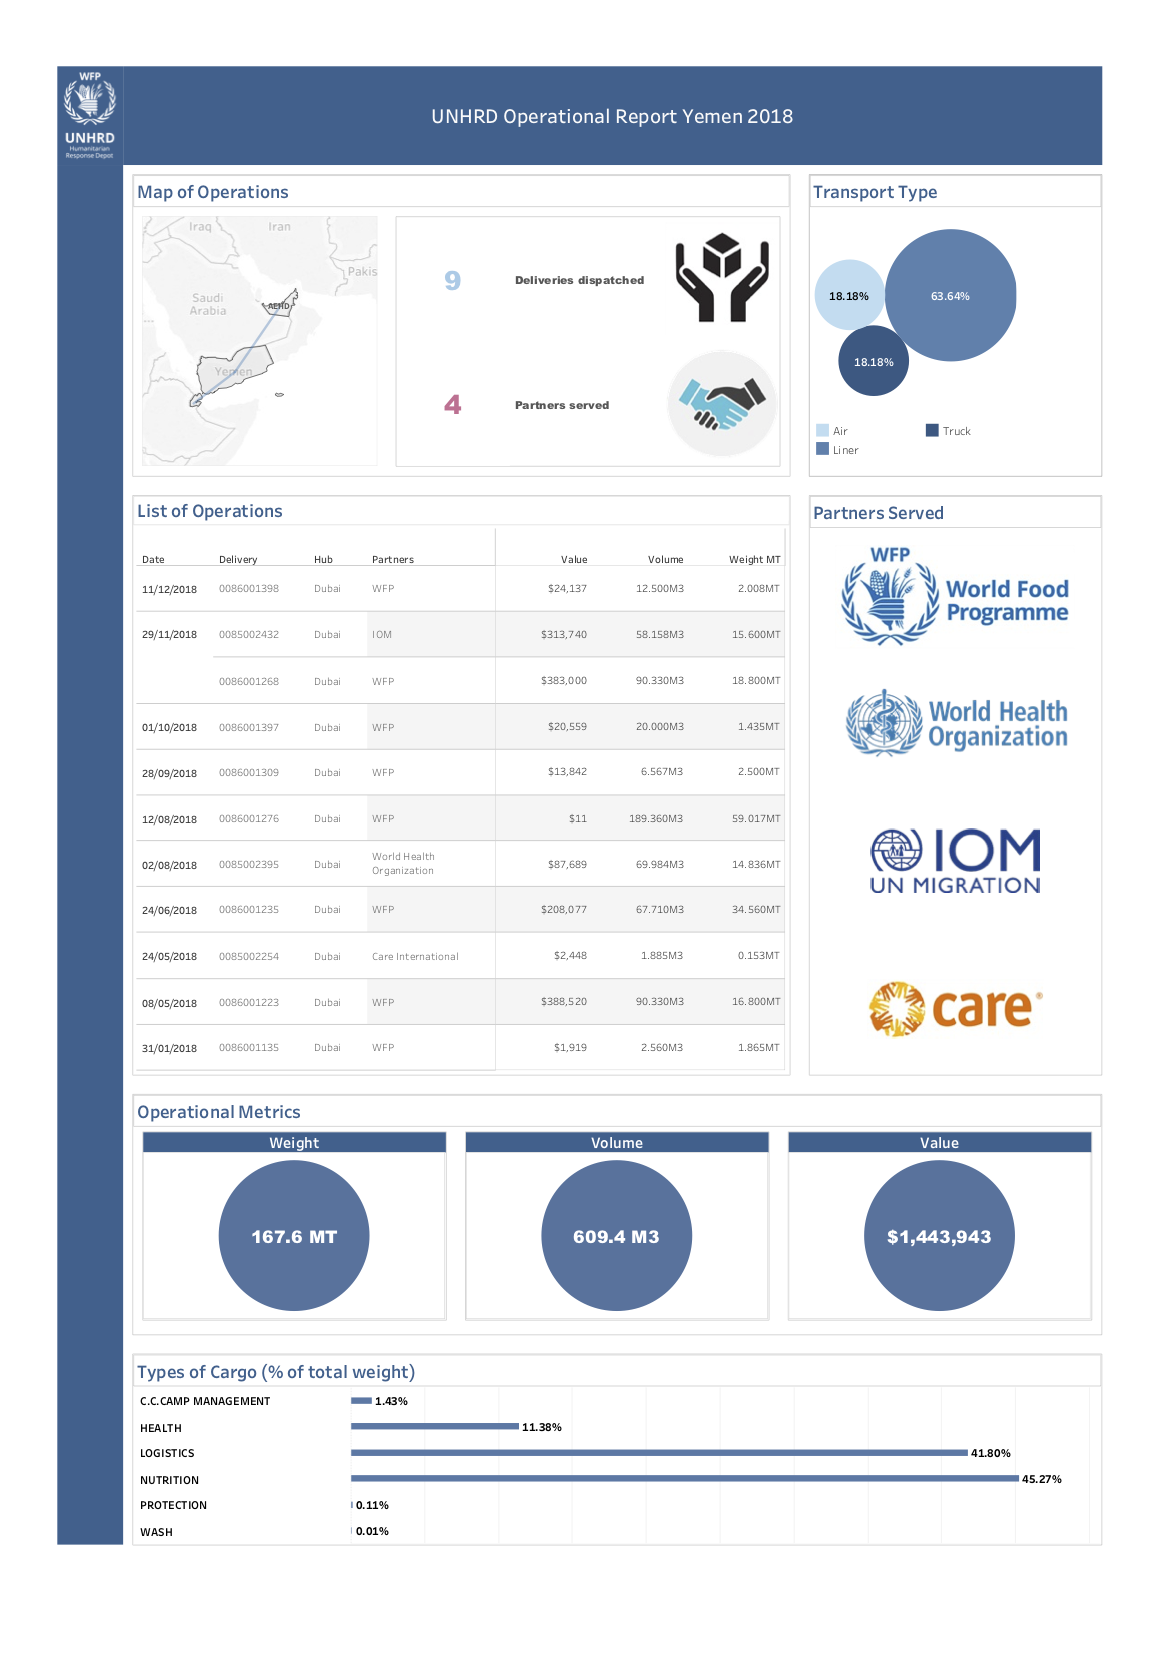 WFP
UNHRD
Humanitarian
Response Depot
UNHRD Operational Report Yemen 2018
Map of Operations
Iraq
Iran
Pakis
Saudi
Arabia
AEHD
...
Yemen
9 Deliveries dispatched
4 Partners served
Transport Type
18.18%
63.64%
18.18%
Air
Truck
Liner
List of Operations
Date Delivery Hub Partners Value Volume Weight MT
11/12/2018 0086001398 Dubai WFP $24,137 12.500M3 2.008MT
29/11/2018 0085002432 Dubai IOM $313,740 58.158M3 15.600MT
0086001268 Dubai WFP $383,000 90.330M3 18.800MT
01/10/2018 0086001397 Dubai WFP $20,559 20.000M3 1.435MT
28/09/2018 0086001309 Dubai WFP $13,842 6.567M3 2.500MT
12/08/2018 0086001276 Dubai WFP $11 189.360M3 59.017MT
02/08/2018 0085002395 Dubai World Health Organization $87,689 69.984M3 14.836MT
24/06/2018 0086001235 Dubai WFP $208,077 67.710M3 34.560MT
24/05/2018 0085002254 Dubai Care International $2,448 1.885M3 0.153MT
08/05/2018 0086001223 Dubai WFP $388,520 90.330M3 16.800MT
31/01/2018 0086001135 Dubai WFP $1,919 2.560M3 1.865MT
Partners Served
WFP
World Food
Programme
World Health
Organization
IOM
UN MIGRATION
care®
Operational Metrics
Weight
167.6 MT
Volume
609.4 M3
Value
$1,443,943
Types of Cargo (% of total weight)
C.C.CAMP MANAGEMENT 1.43%
HEALTH 11.38%
LOGISTICS 41.80%
NUTRITION 45.27%
PROTECTION 0.11%
WASH 0.01%